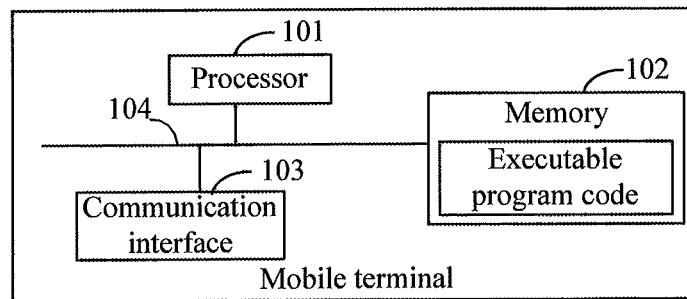 101
Processor
102
104
Memory
Executable
program code
103
Communication
interface
Mobile terminal